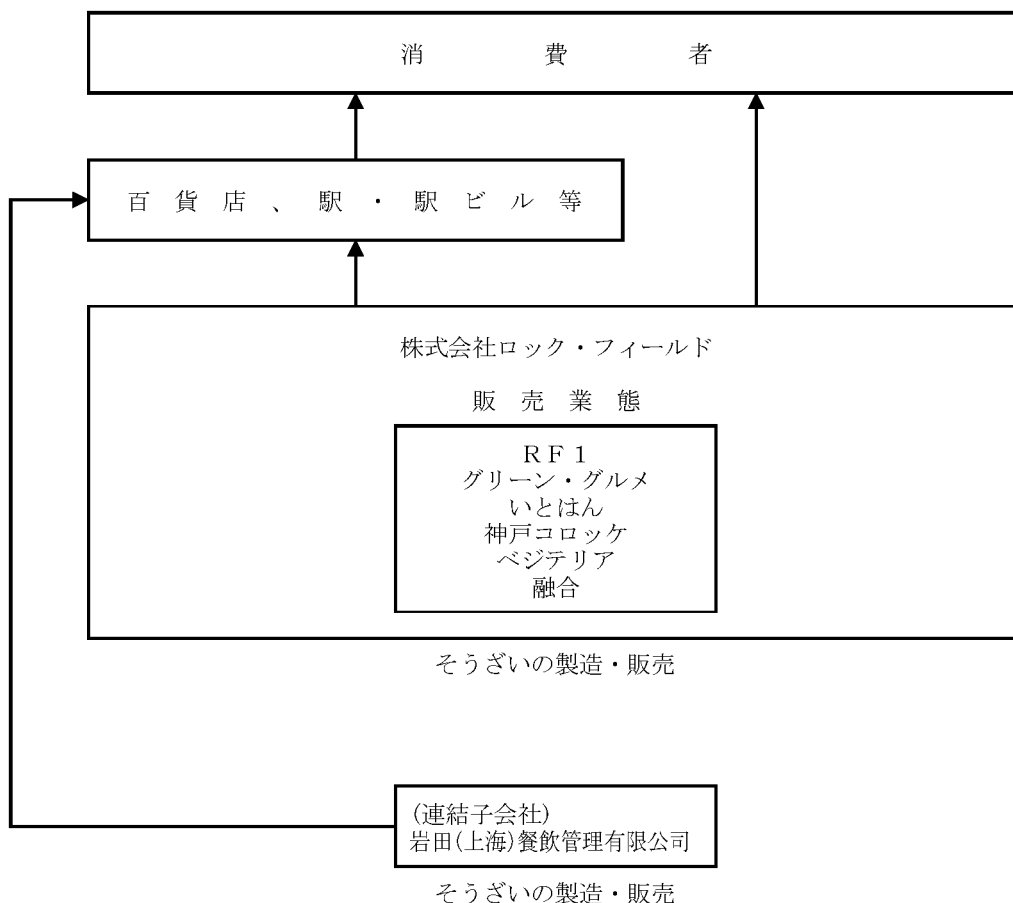 消費者
百貨店、駅・駅ビル等
株式会社ロック・フィールド
販売業態
ＲＦ１
グリーン・グルメ
いとはん
神戸コロッケ
ベジテリア
融合
そうざいの製造・販売
(連結子会社)
岩田(上海)餐飲管理有限公司
そうざいの製造・販売